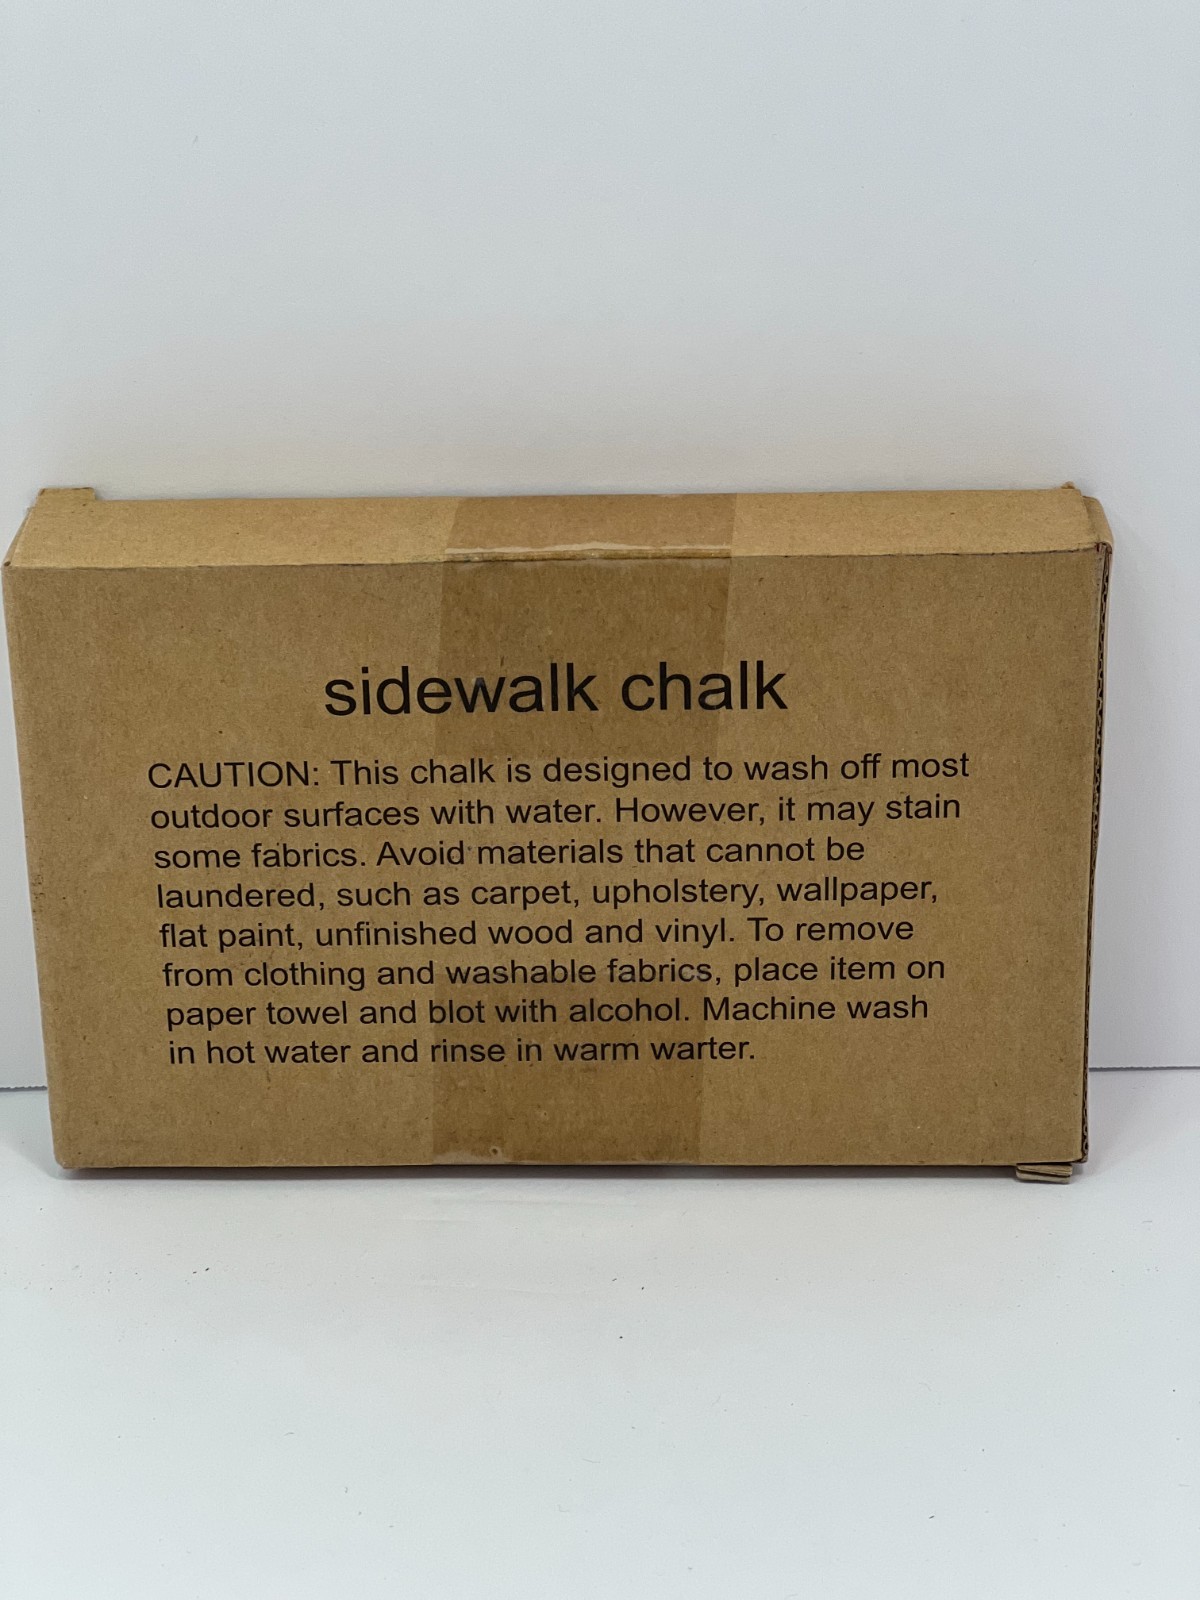 sidewalk chalk
CAUTION: This chalk is designed to wash off most
outdoor surfaces with water. However, it may stain
some fabrics. Avoid materials that cannot be
laundered, such as carpet, upholstery, wallpaper,
flat paint, unfinished wood and vinyl. To remove
from clothing and washable fabrics, place item on
paper towel and blot with alcohol. Machine wash
in hot water and rinse in warm warter.